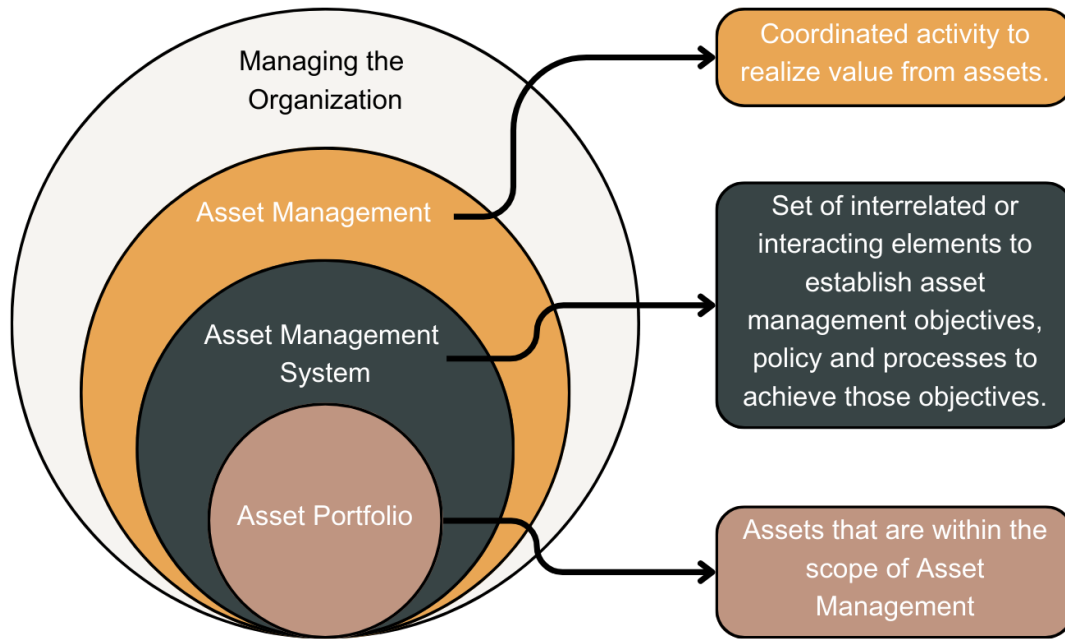 Managing the
Organization
Asset Management
Asset Management
System
Asset Portfolio
Coordinated activity to
realize value from assets.
Set of interrelated or
interacting elements to
establish asset
management objectives,
policy and processes to
achieve those objectives.
Assets that are within the
scope of Asset
Management